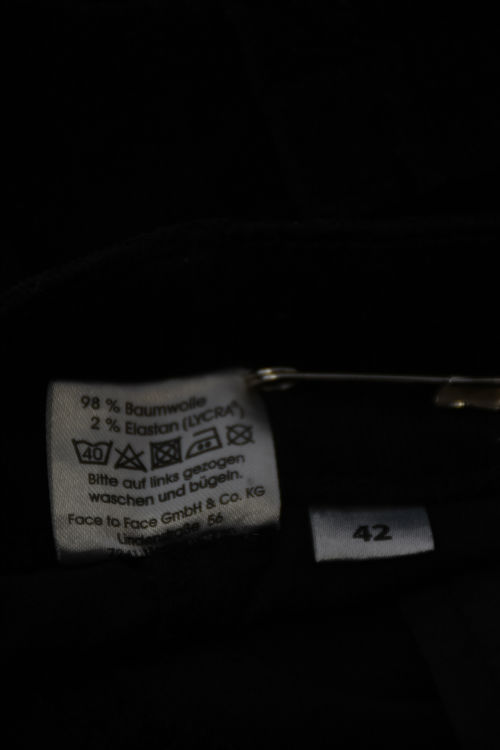 98 % Baumwolle
2 % Elastan (LYCRA®)
40
Bitte auf links gezogen
waschen und bügeln.
Face to Face GmbH & Co. KG
Lindenstraße 56
42